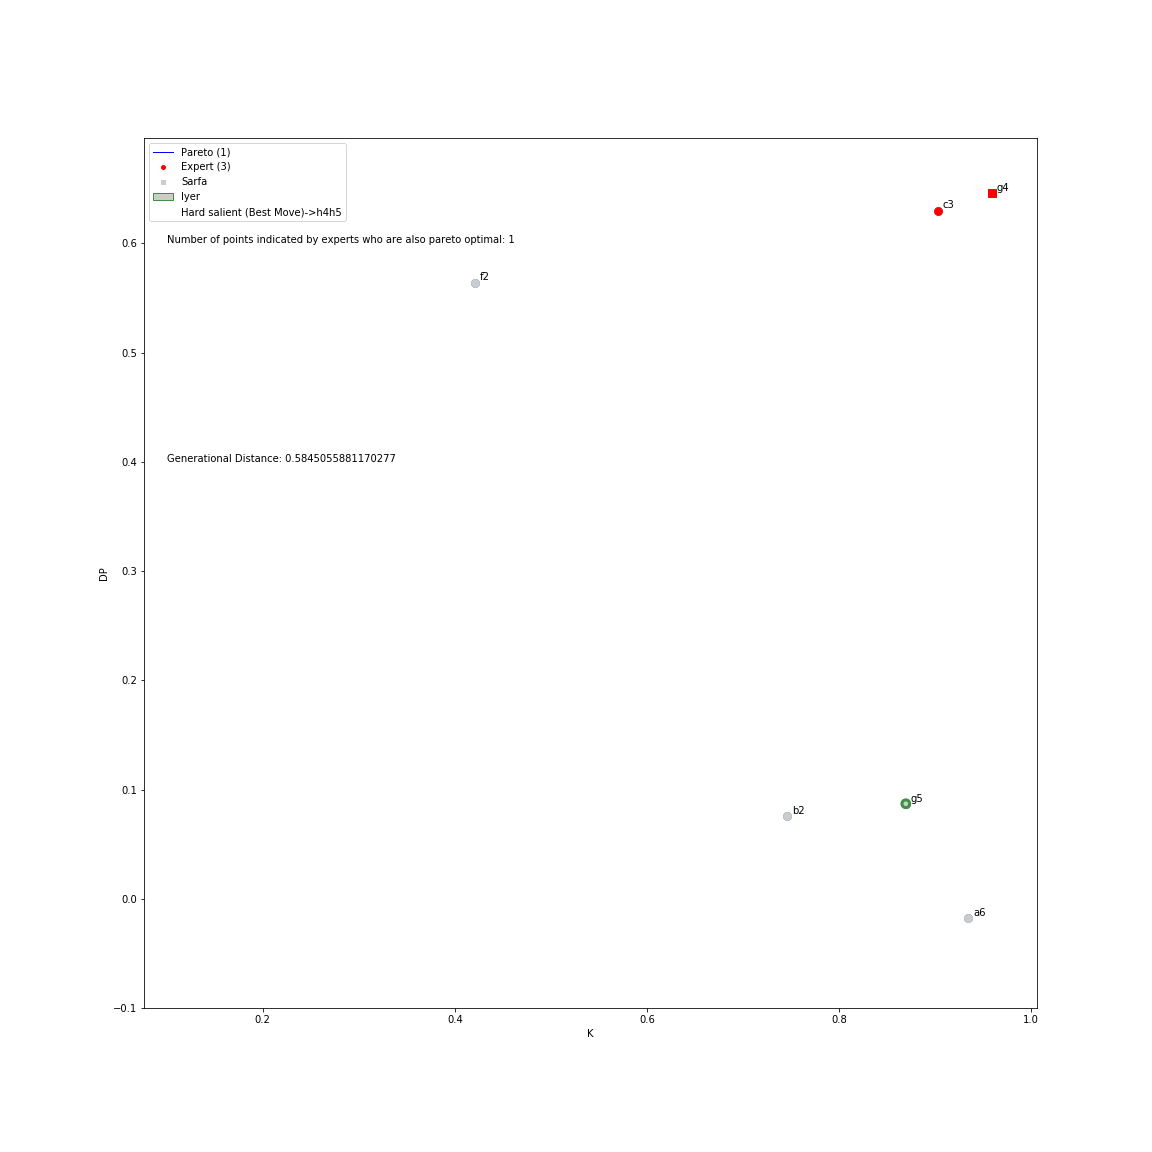 Pareto (1)
Expert (3)
Sarfa
Iyer
Hard salient (Best Move)->h4h5
g4
c3
Number of points indicated by experts who are also pareto optimal: 1
f2
Generational Distance: 0.5845055881170277
g5
b2
a6
0.6
0.5
0.4
0.3
0.2
0.1
0.0
−0.1
DP
0.2
0.4
0.6
0.8
1.0
K